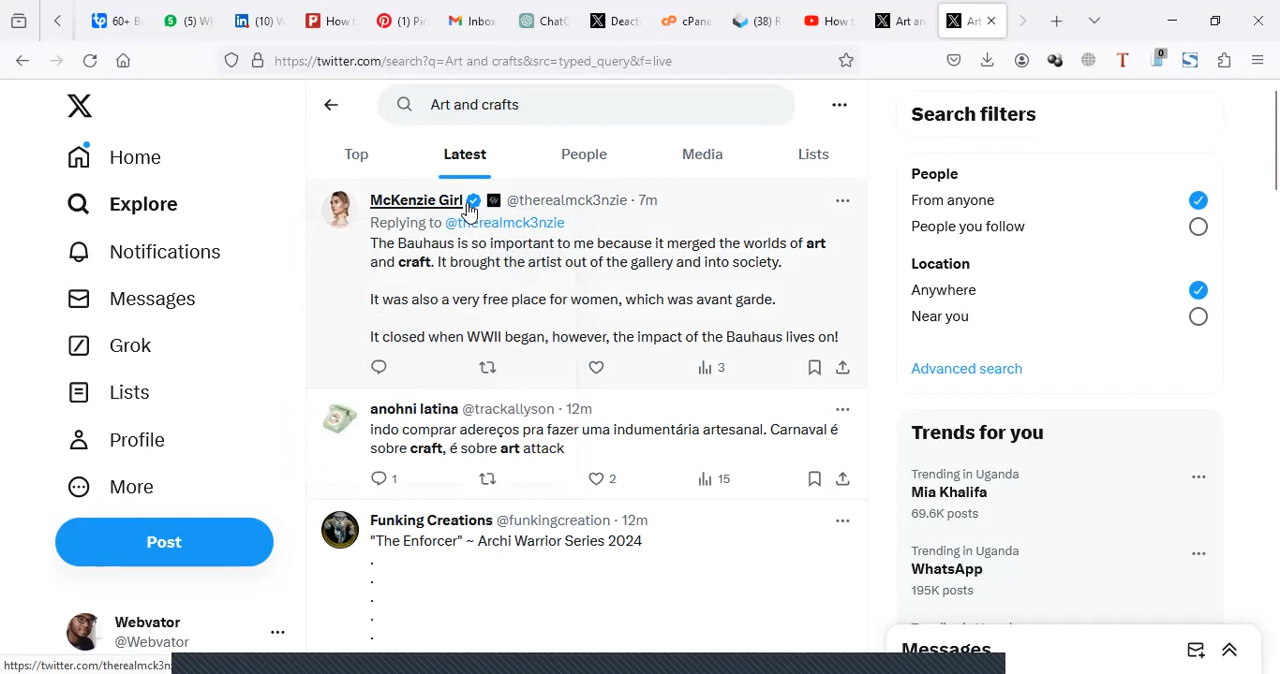 60+ B
(5) W
(10) V
How t
(1) Pi
Inbox
ChatG
Deact
cPane
(38) R
How t
Art an
Art
https://twitter.com/search?q=Art and crafts&src=typed_query&f=live
0
Art and crafts
Search filters
Home
Top
Latest
People
Media
Lists
People
Explore
McKenzie Girl @therealmck3nzie · 7m
From anyone
Replying to @therealmck3nzie
People you follow
Notifications
The Bauhaus is so important to me because it merged the worlds of art
and craft. It brought the artist out of the gallery and into society.
Location
Anywhere
Messages
It was also a very free place for women, which was avant garde.
Near you
Grok
It closed when WWII began, however, the impact of the Bauhaus lives on!
3
Advanced search
Lists
anohni latina @trackallyson · 12m
indo comprar adereços pra fazer uma indumentária artesanal. Carnaval é
sobre craft, é sobre art attack
Trends for you
Profile
1
2
15
Trending in Uganda
Mia Khalifa
69.6K posts
More
Funking Creations @funkingcreation · 12m
"The Enforcer" ~ Archi Warrior Series 2024
.
.
.
.
.
Post
Trending in Uganda
WhatsApp
195K posts
Webvator
@Webvator
Messages
https://twitter.com/therealmck3n